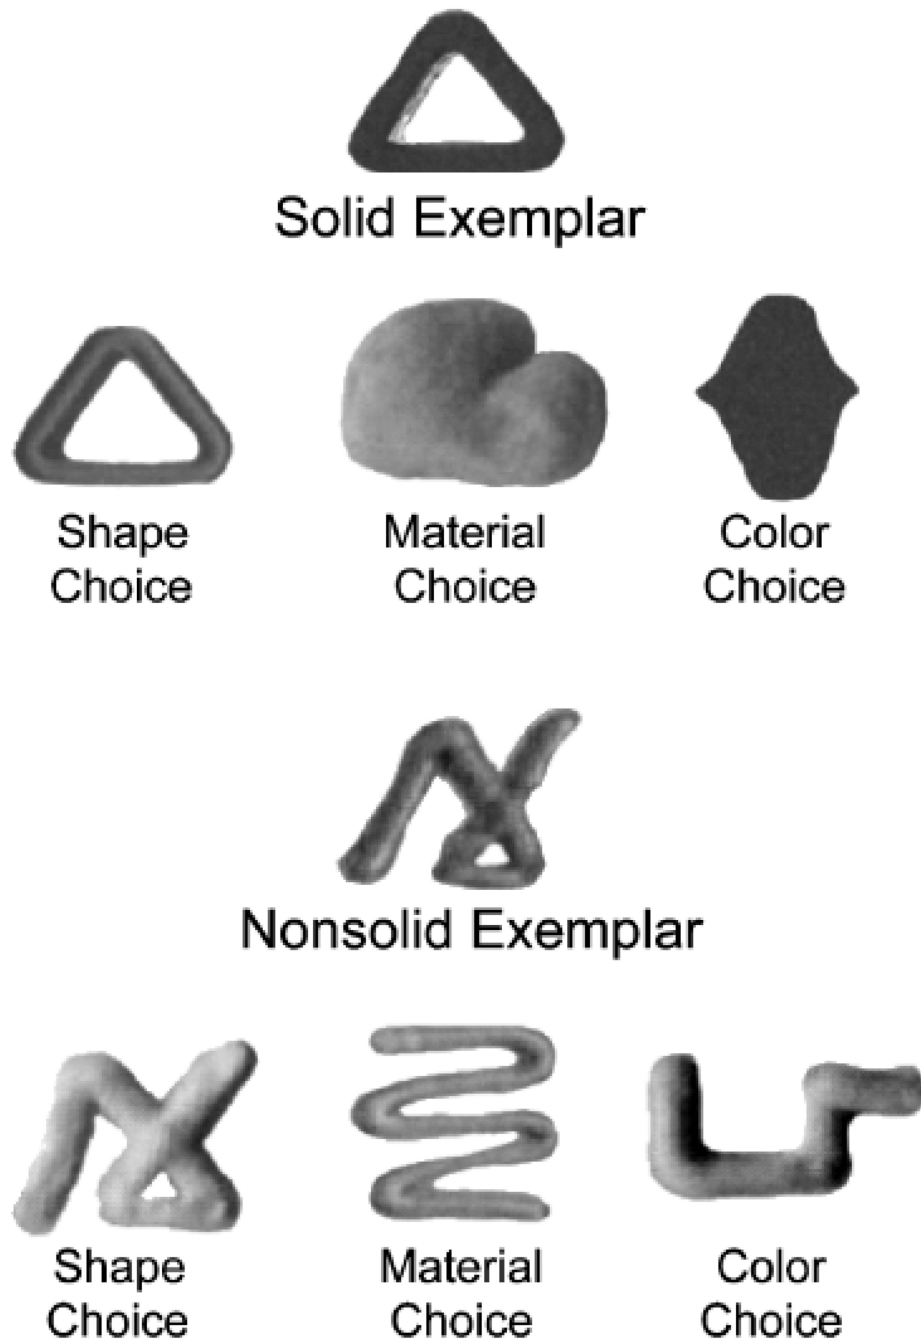 Solid Exemplar
Shape Material Color
Choice Choice Choice
Nonsolid Exemplar
Shape Material Color
Choice Choice Choice